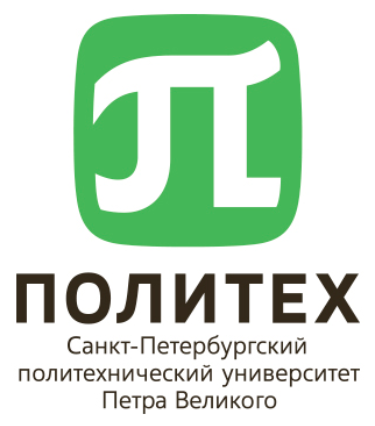 ПОЛИТЕХ
Санкт-Петербургский
политехнический университет
Петра Великого